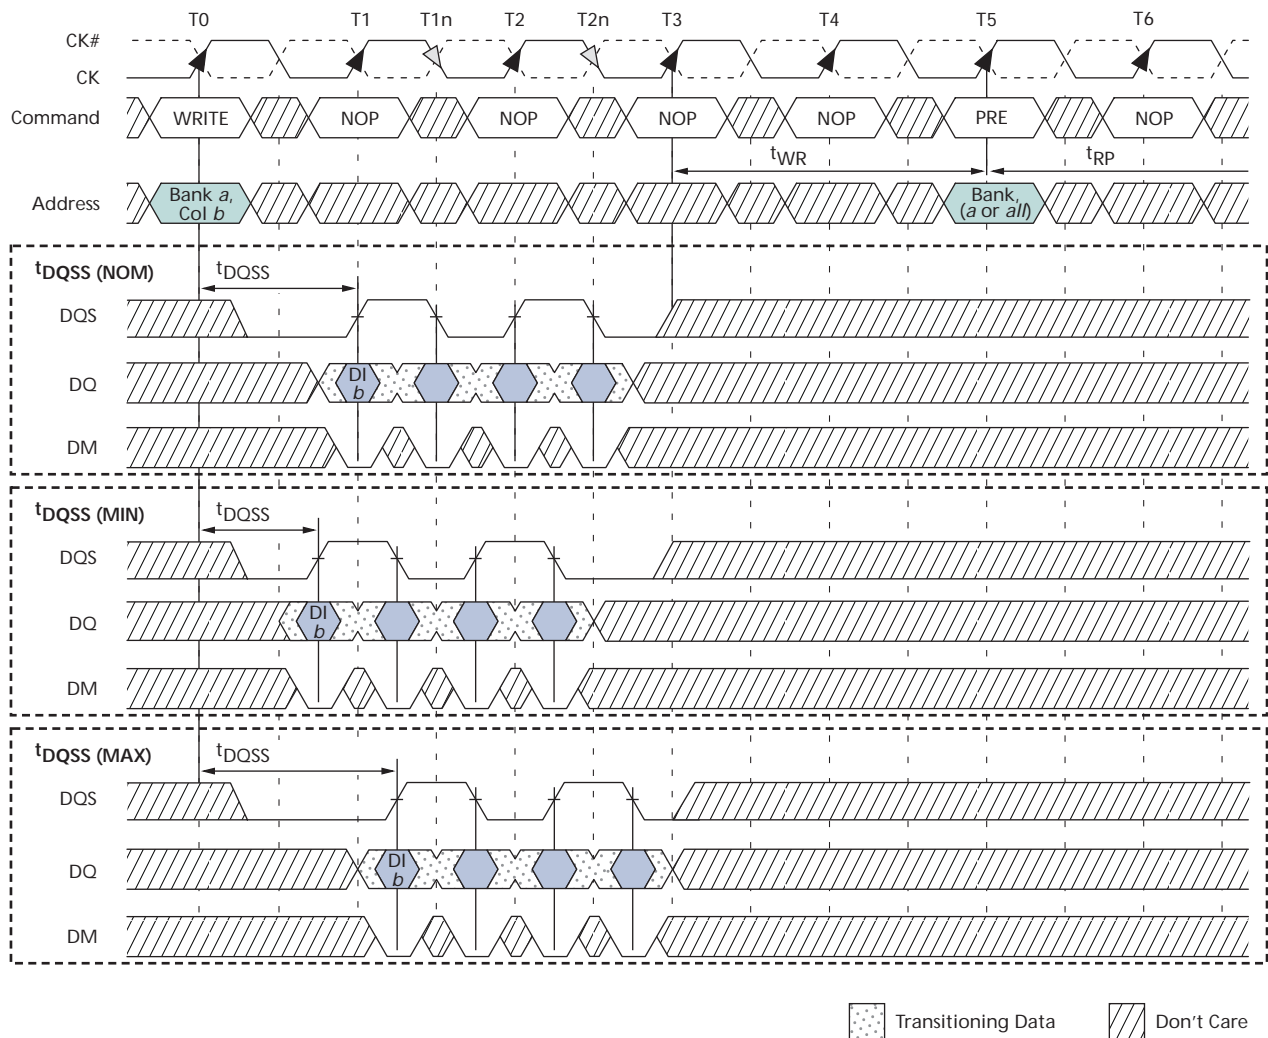 T0 T1 T1n T2 T2n T3 T4 T5 T6
CK#
CK
Command WRITE NOP NOP NOP NOP PRE NOP
tWR tRP
Address Bank a, Col b Bank, (a or all)
tDQSS (NOM) tDQSS
DQS
DQ DI b
DM
tDQSS (MIN) tDQSS
DQS
DQ DI b
DM
tDQSS (MAX) tDQSS
DQS
DQ DI b
DM
Transitioning Data Don't Care